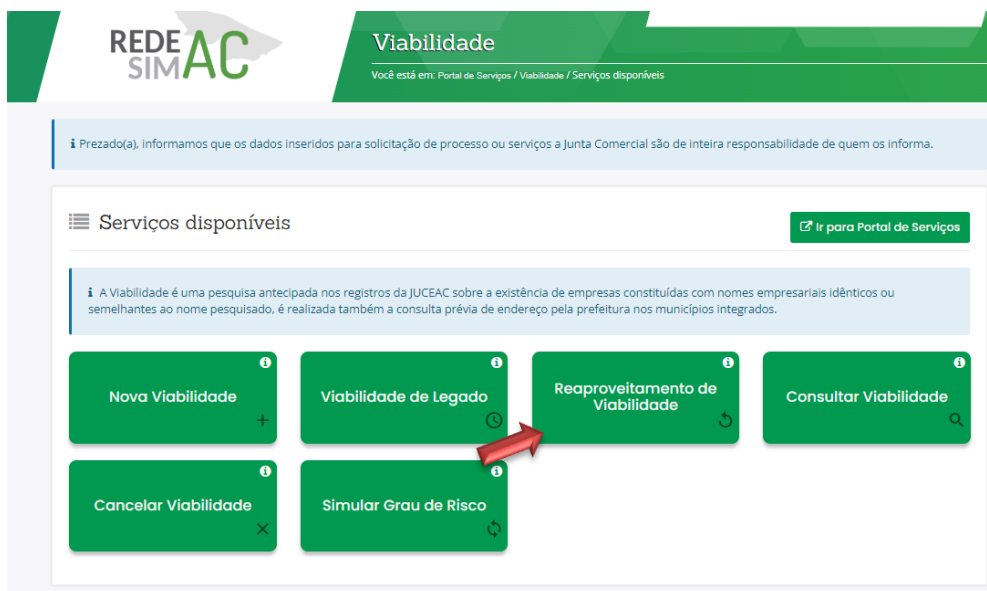 REDE AC
SIM
Viabilidade
Você está em: Portal de Serviços / Viabilidade / Serviços disponíveis
i Prezado(a), informamos que os dados inseridos para solicitação de processo ou serviços a Junta Comercial são de inteira responsabilidade de quem os informa.
Serviços disponíveis
Ir para Portal de Serviços
i A Viabilidade é uma pesquisa antecipada nos registros da JUCEAC sobre a existência de empresas constituídas com nomes empresariais idênticos ou
semelhantes ao nome pesquisado, é realizada também a consulta prévia de endereço pela prefeitura nos municípios integrados.
Nova Viabilidade
Viabilidade de Legado
Reaproveitamento de
Viabilidade
Consultar Viabilidade
Cancelar Viabilidade
Simular Grau de Risco